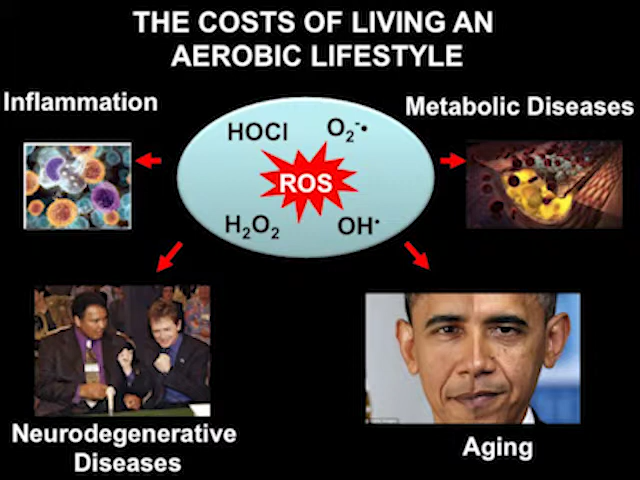 THE COSTS OF LIVING AN
AEROBIC LIFESTYLE
Inflammation
Metabolic Diseases
HOCl
O₂⁻•
ROS
H₂O₂
OH•
Neurodegenerative
Diseases
Aging